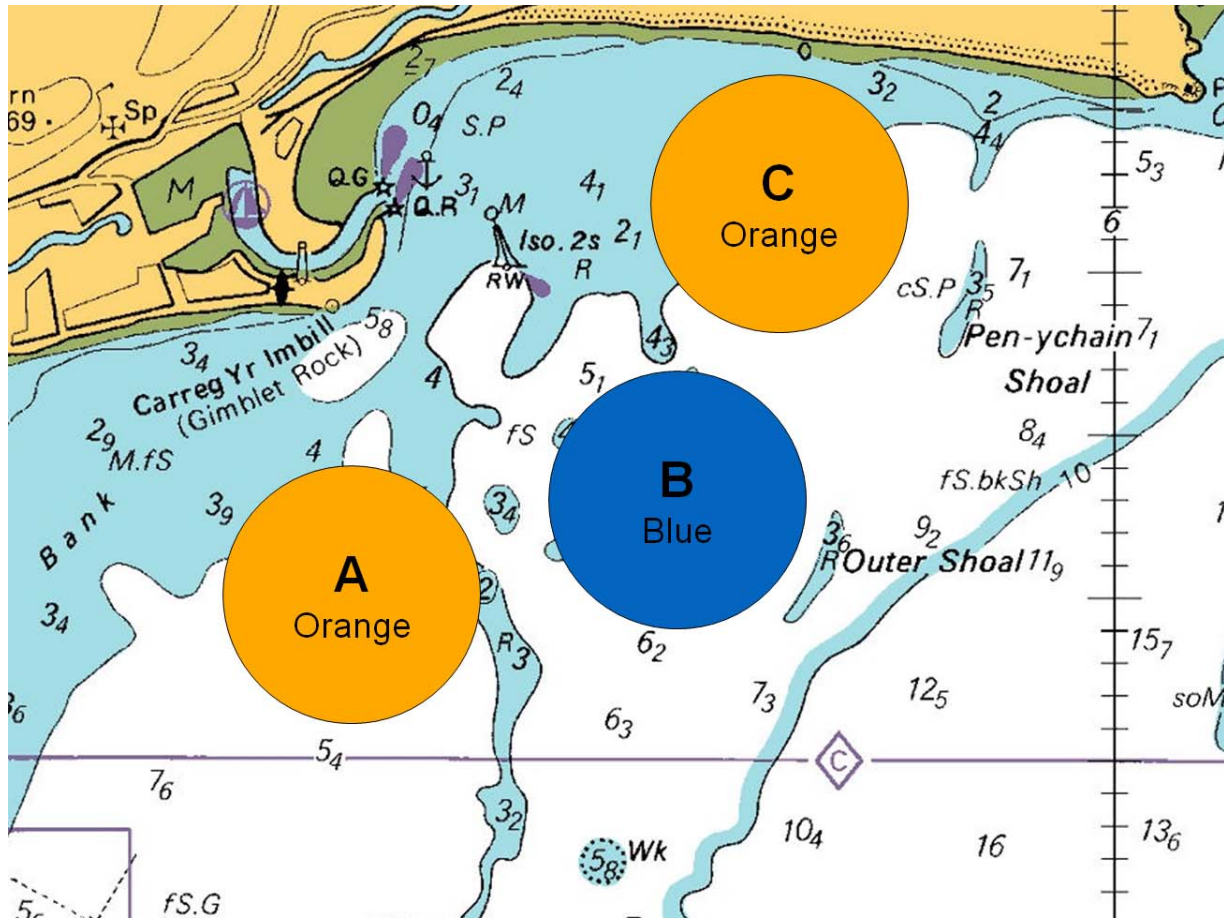 2₇
2₄
3₂
rn
69
Sp
0₄
S.P
2
4₄
5₃
Q.G
3₁
4₁
C
M
Q.R
M
Orange
6
Iso. 2s
2₁
R
RW
cS.P
3₅
7₁
R
5₈
Pen-ychain
7₁
Shoal
3₄
Carreg Yr Imbill
(Gimblet Rock)
4
4₃
5₁
2₉
M.fS
4
fS
4
8₄
B
Blue
fS.bkSh
10
Bank
3₉
3₄
3₆
9₂
R
Outer Shoal
11₉
A
Orange
2
3₄
R
3
6₂
15₇
3₆
7₃
12₅
soM
6₃
5₄
C
7₆
3₂
10₄
16
13₆
5₈
Wk
fS.G